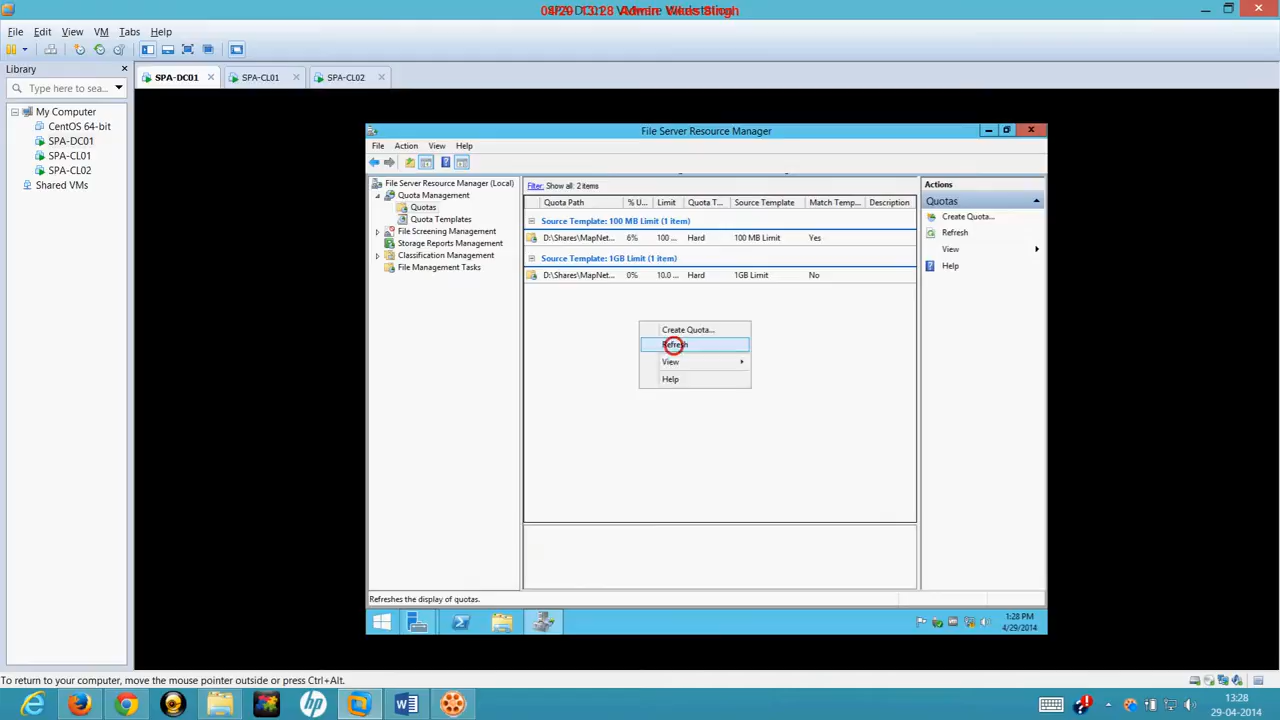 File Edit View VM Tabs Help
Library
Type here to sea...
SPA-DC01 SPA-CL01 SPA-CL02
My Computer
CentOS 64-bit
SPA-DC01
SPA-CL01
SPA-CL02
Shared VMs
File Server Resource Manager
File Action View Help
File Server Resource Manager (Local)
Quota Management
Quotas
Quota Templates
File Screening Management
Storage Reports Management
Classification Management
File Management Tasks
Filter: Show all: 2 items
Quota Path % U... Limit Quota T... Source Template Match Temp... Description
Source Template: 100 MB Limit (1 item)
D:\Shares\MapNet... 6% 100 ... Hard 100 MB Limit Yes
Source Template: 1GB Limit (1 item)
D:\Shares\MapNet... 0% 10.0 ... Hard 1GB Limit No
Create Quota...
Refresh
View
Help
Actions
Quotas
Create Quota...
Refresh
View
Help
Refreshes the display of quotas.
1:28 PM
4/29/2014
To return to your computer, move the mouse pointer outside or press Ctrl+Alt.
13:28
29-04-2014